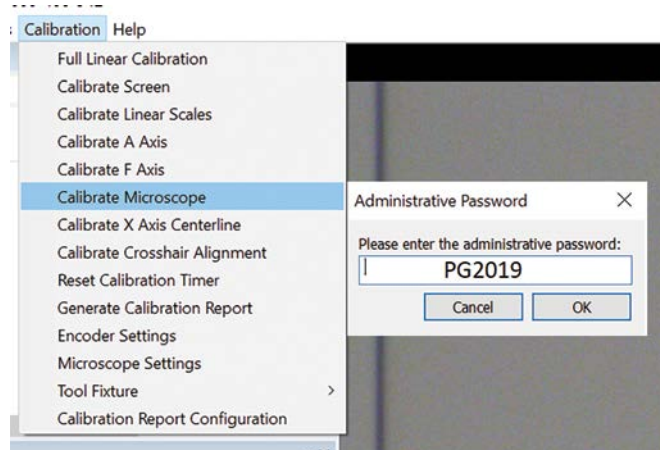 Calibration Help
Full Linear Calibration
Calibrate Screen
Calibrate Linear Scales
Calibrate A Axis
Calibrate F Axis
Calibrate Microscope
Calibrate X Axis Centerline
Calibrate Crosshair Alignment
Reset Calibration Timer
Generate Calibration Report
Encoder Settings
Microscope Settings
Tool Fixture >
Calibration Report Configuration
Administrative Password
Please enter the administrative password:
PG2019
Cancel OK